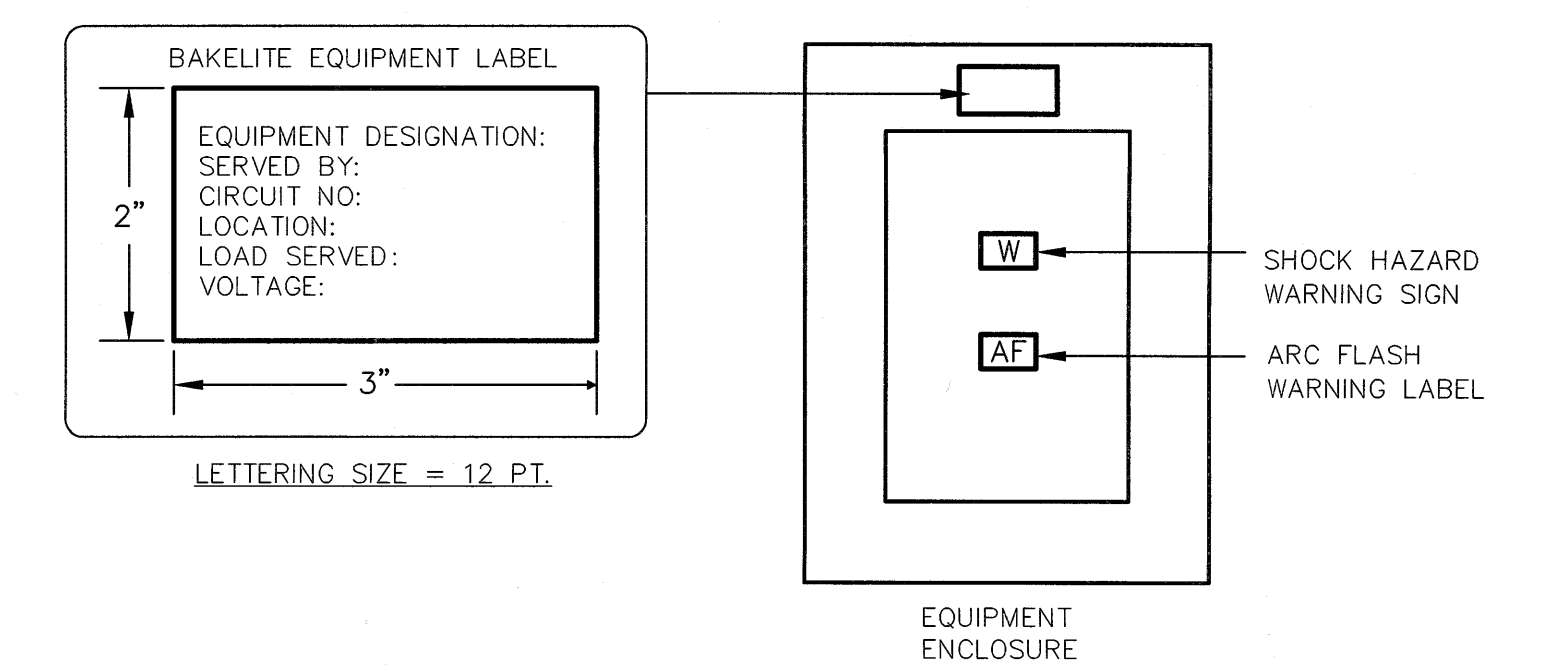 BAKELITE EQUIPMENT LABEL
EQUIPMENT DESIGNATION:
SERVED BY:
CIRCUIT NO:
LOCATION:
LOAD SERVED:
VOLTAGE:
2”
3”
LETTERING SIZE = 12 PT.
W
SHOCK HAZARD
WARNING SIGN
AF
ARC FLASH
WARNING LABEL
EQUIPMENT
ENCLOSURE